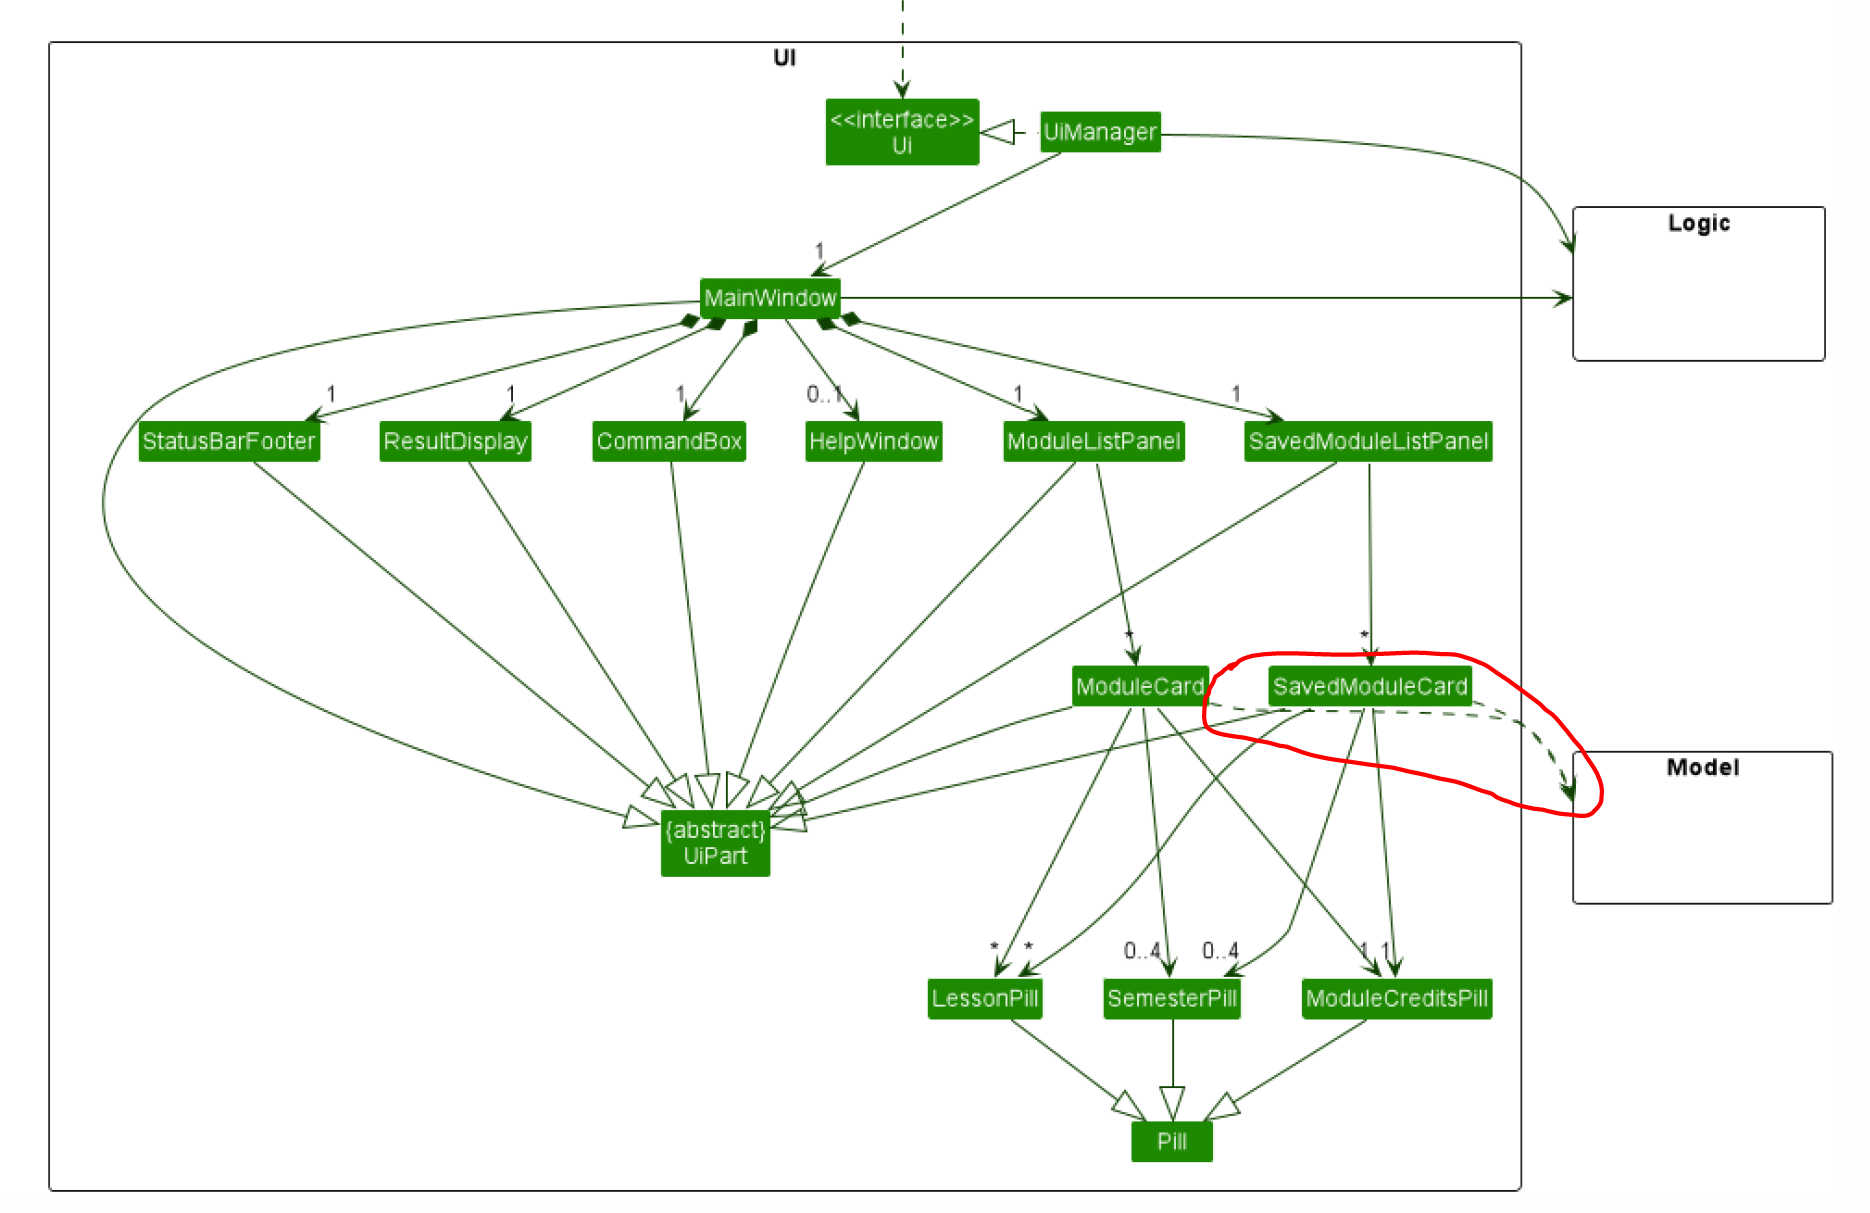 UI
<<interface>>
Ui
UiManager
Logic
1
MainWindow
1
1
1
0..1
1
1
StatusBarFooter
ResultDisplay
CommandBox
HelpWindow
ModuleListPanel
SavedModuleListPanel
*
*
ModuleCard
SavedModuleCard
Model
{abstract}
UiPart
*
*
0..4
0..4
1
1
LessonPill
SemesterPill
ModuleCreditsPill
Pill